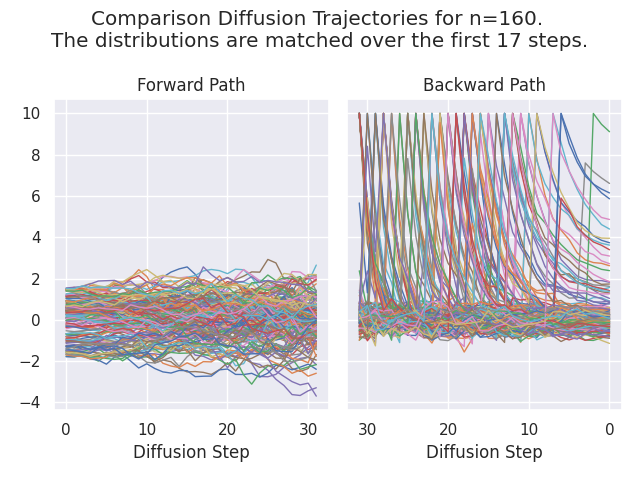 Comparison Diffusion Trajectories for n=160.
The distributions are matched over the first 17 steps.
Forward Path
Backward Path
10
8
6
4
2
0
−2
−4
0 10 20 30
30 20 10 0
Diffusion Step
Diffusion Step